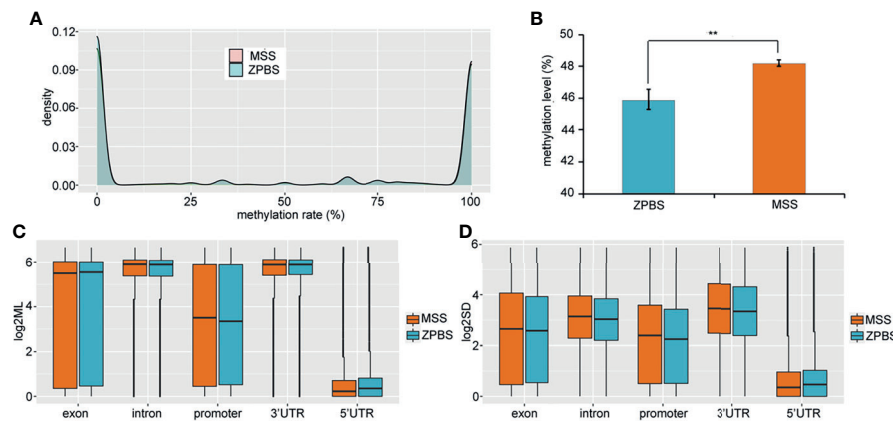 A
0.12
0.09
0.06
0.03
0.00
density
MSS
ZPBS
0
25
50
75
100
methylation rate (%)
B
**
50
48
46
44
42
40
methylation level (%)
ZPBS
MSS
C
6
4
2
0
log2ML
MSS
ZPBS
exon
intron
promoter
3'UTR
5'UTR
D
6
4
2
0
log2SD
MSS
ZPBS
exon
intron
promoter
3'UTR
5'UTR